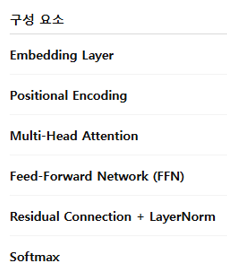 구성 요소
Embedding Layer
Positional Encoding
Multi-Head Attention
Feed-Forward Network (FFN)
Residual Connection + LayerNorm
Softmax